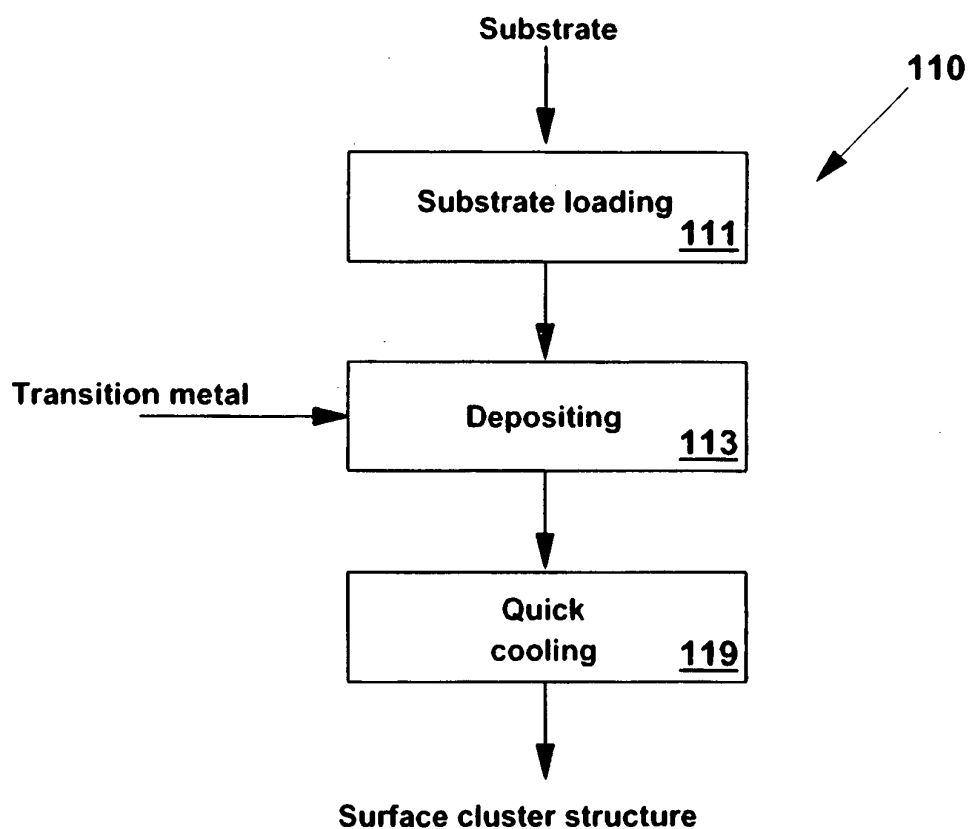 Substrate
110
Substrate loading
111
Transition metal
Depositing
113
Quick
cooling
119
Surface cluster structure